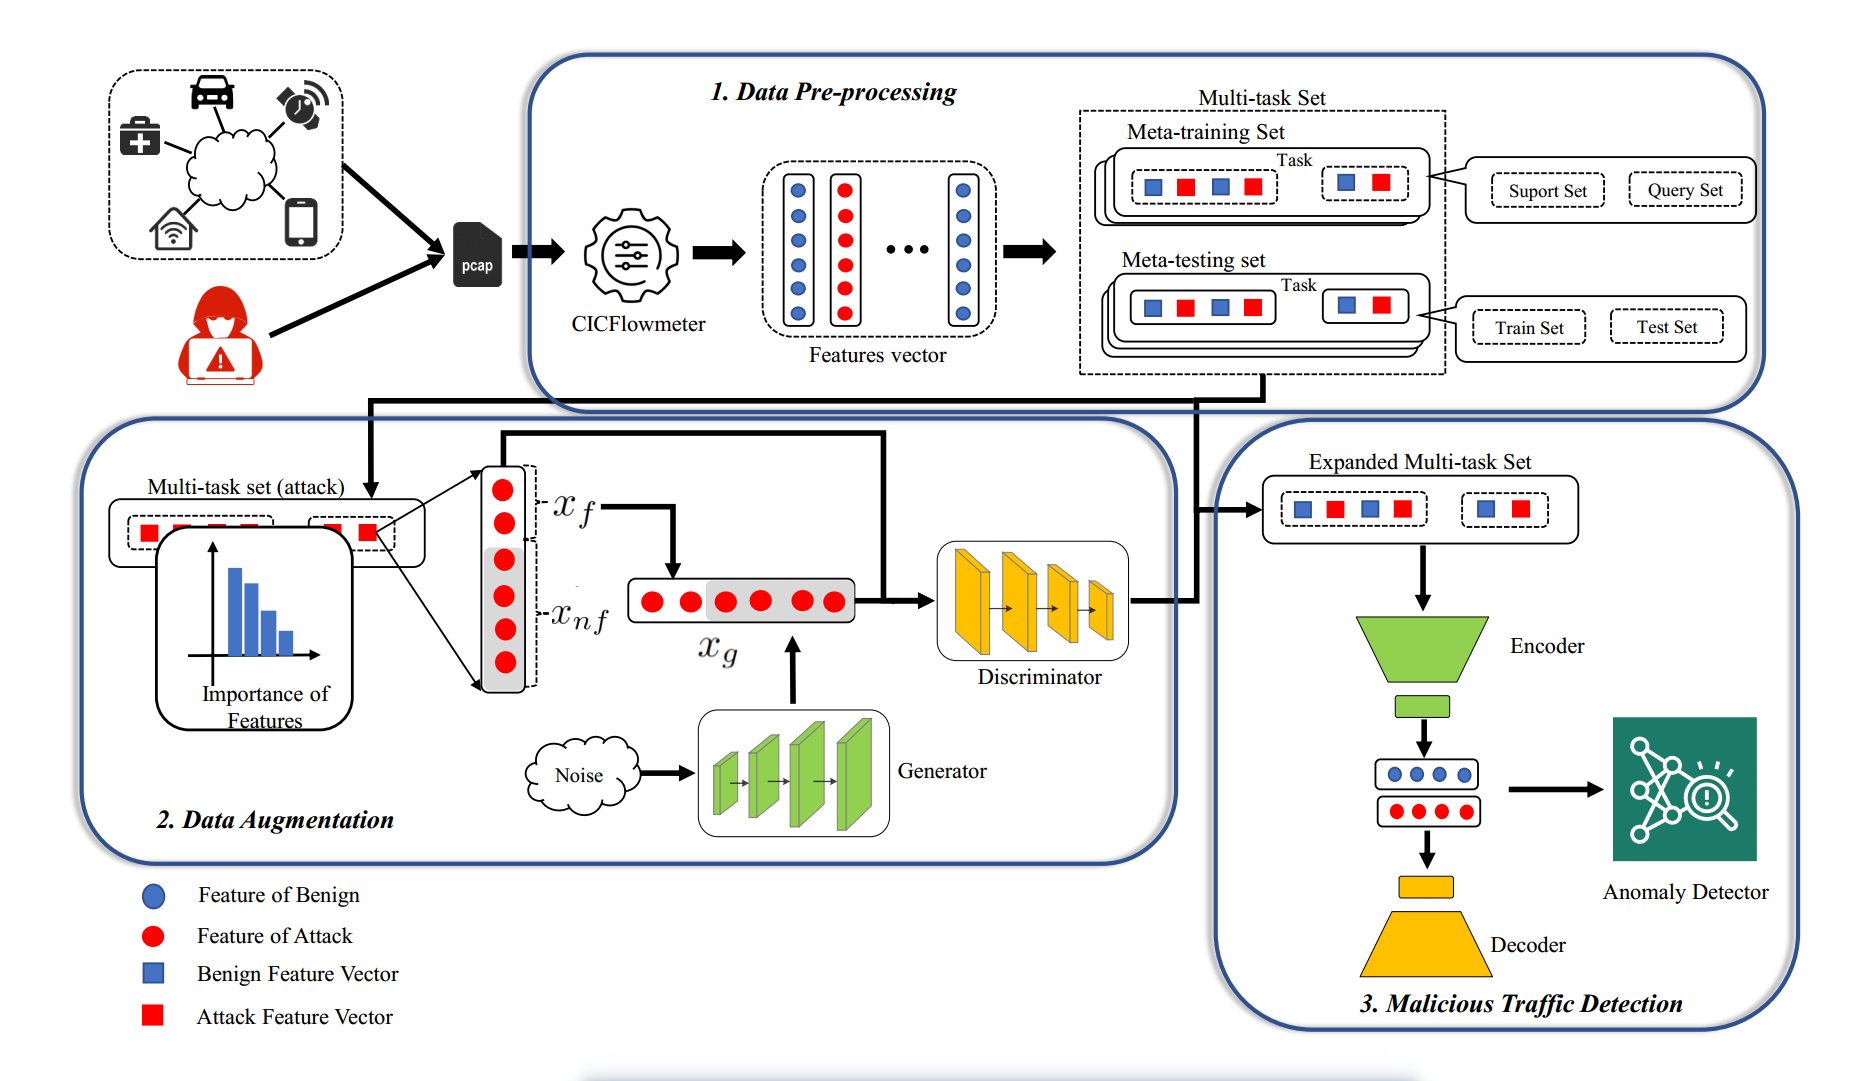 1. Data Pre-processing
Multi-task Set
Meta-training Set
Task
Suport Set
Query Set
pcap
CICFlowmeter
Features vector
Meta-testing set
Task
Train Set
Test Set
Multi-task set (attack)
x_f
x_{nf}
x_g
Importance of
Features
Noise
Generator
Discriminator
2. Data Augmentation
Expanded Multi-task Set
Encoder
Decoder
Anomaly Detector
3. Malicious Traffic Detection
Feature of Benign
Feature of Attack
Benign Feature Vector
Attack Feature Vector